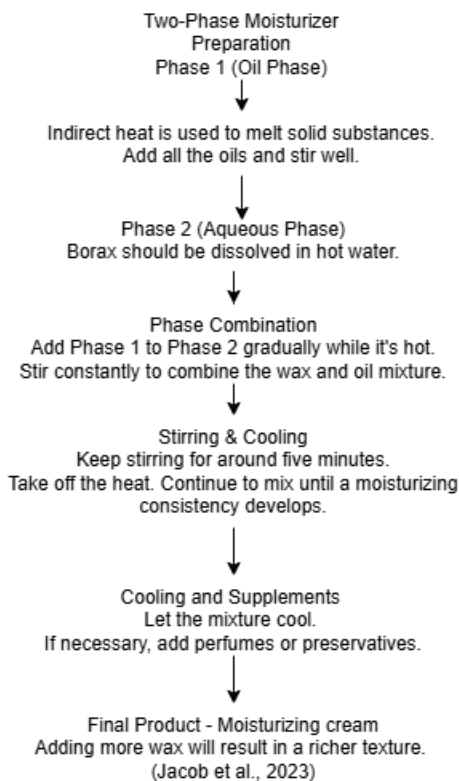 Two-Phase Moisturizer
Preparation
Phase 1 (Oil Phase)
Indirect heat is used to melt solid substances.
Add all the oils and stir well.
Phase 2 (Aqueous Phase)
Borax should be dissolved in hot water.
Phase Combination
Add Phase 1 to Phase 2 gradually while it's hot.
Stir constantly to combine the wax and oil mixture.
Stirring & Cooling
Keep stirring for around five minutes.
Take off the heat. Continue to mix until a moisturizing
consistency develops.
Cooling and Supplements
Let the mixture cool.
If necessary, add perfumes or preservatives.
Final Product - Moisturizing cream
Adding more wax will result in a richer texture.
(Jacob et al., 2023)